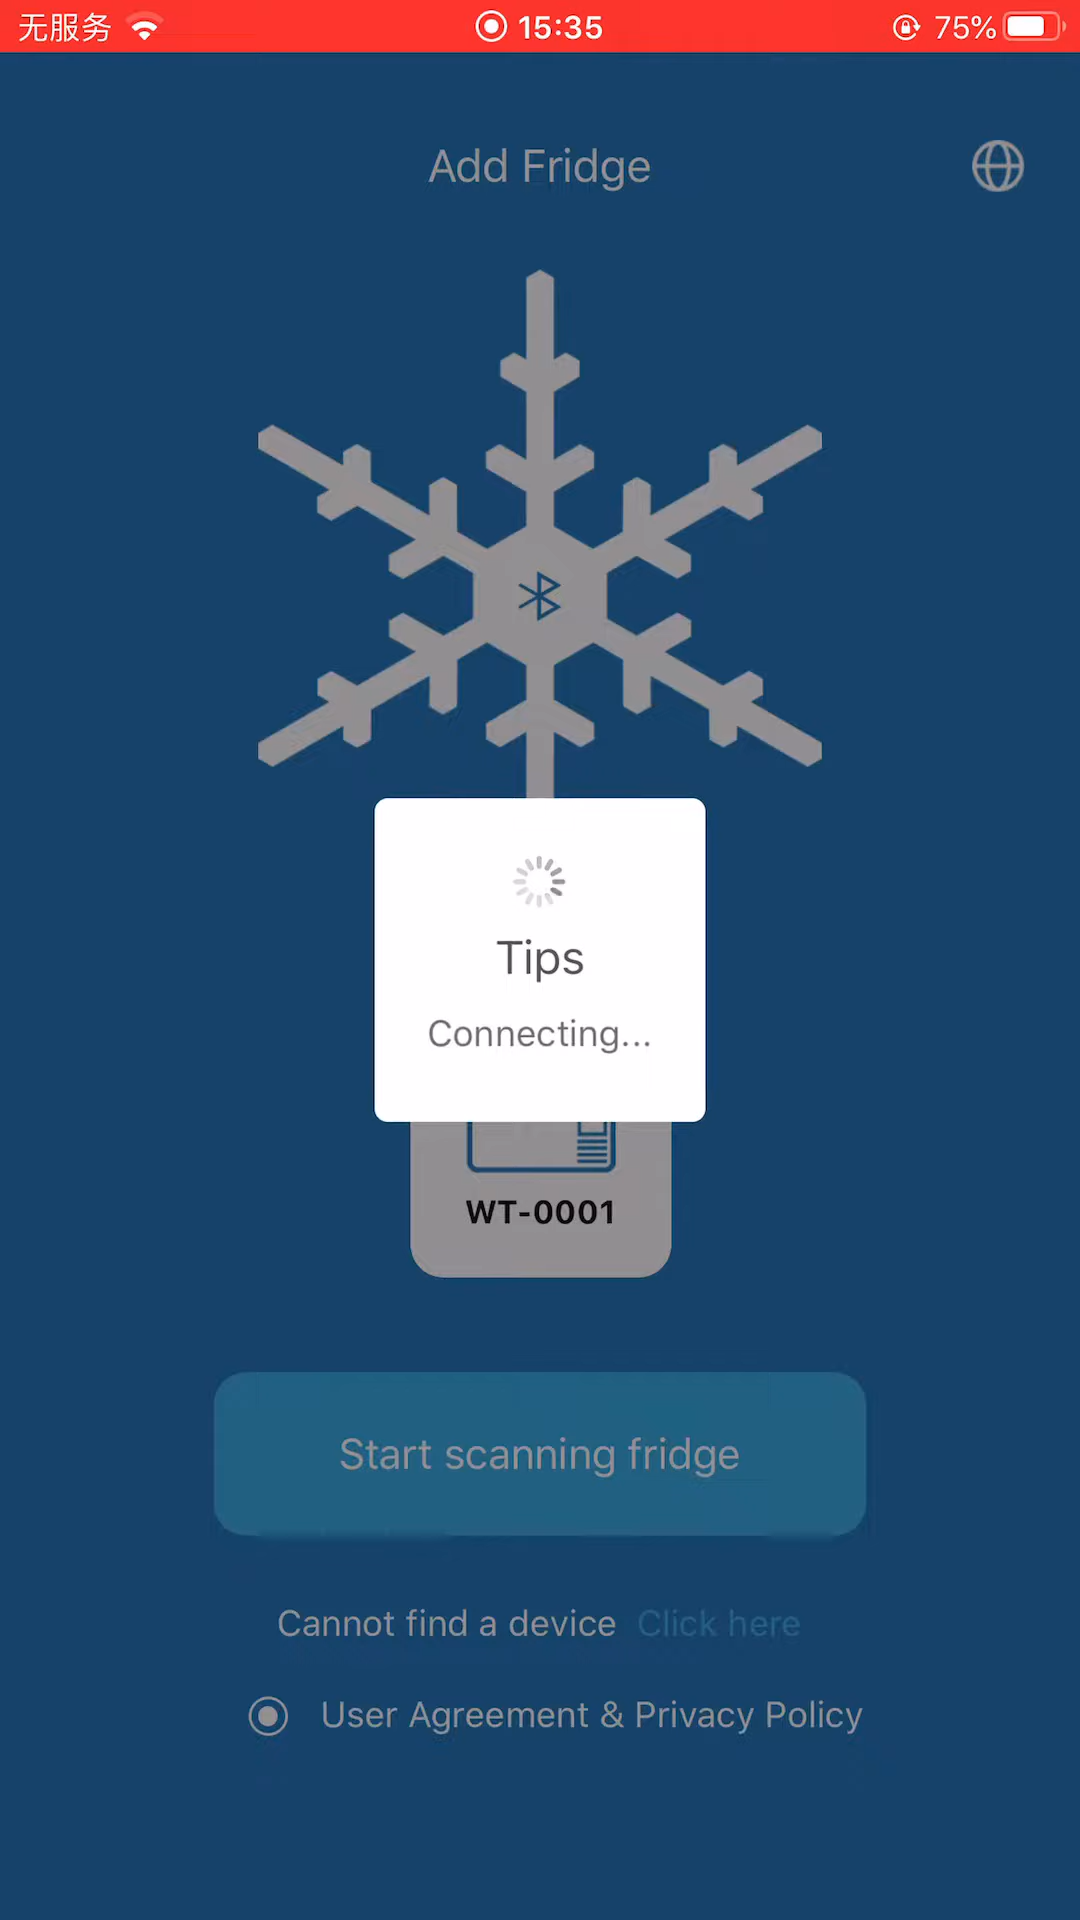 无服务 15:35 75%
Add Fridge
Tips
Connecting...
WT-0001
Start scanning fridge
Cannot find a device Click here
User Agreement & Privacy Policy